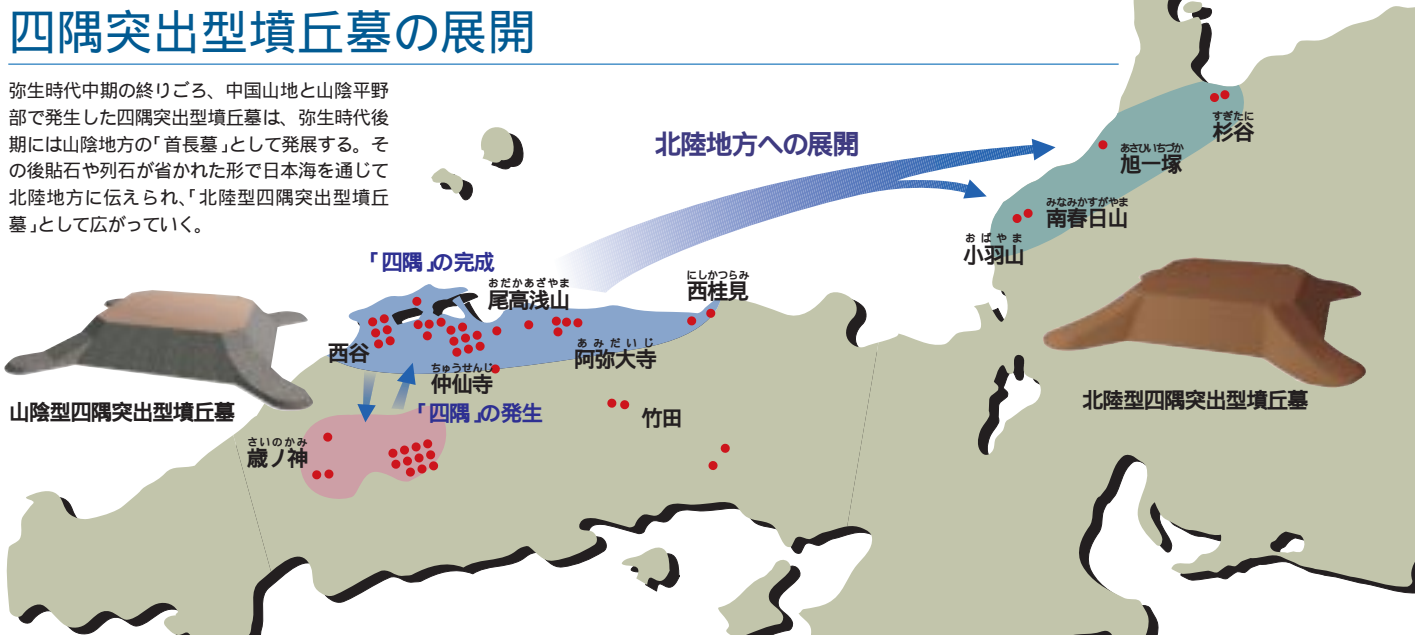 四隅突出型墳丘墓の展開
弥生時代中期の終りごろ、中国山地と山陰平野
部で発生した四隅突出型墳丘墓は、弥生時代後
期には山陰地方の「首長墓」として発展する。そ
の後貼石や列石が省かれた形で日本海を通じて
北陸地方に伝えられ、「北陸型四隅突出型墳丘
墓」として広がっていく。
北陸地方への展開
すぎたに
杉谷
あさひいちづか
旭一塚
みなみかすがやま
南春日山
おばやま
小羽山
「四隅」の完成
おだかあざやま
尾高浅山
にしかつらみ
西桂見
西谷
あみだいじ
阿弥大寺
ちゅうせんじ
仲仙寺
山陰型四隅突出型墳丘墓
「四隅」の発生
竹田
北陸型四隅突出型墳丘墓
さいのかみ
歳ノ神